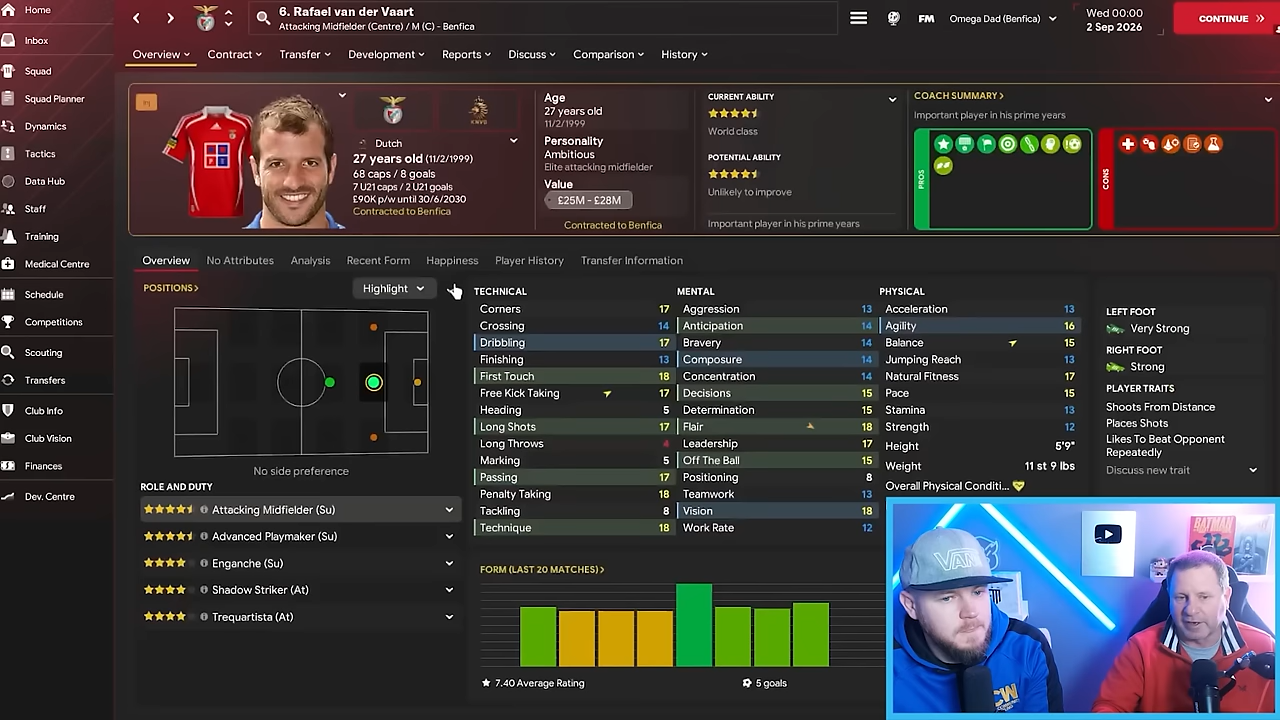 Home
Inbox
Squad
Squad Planner
Dynamics
Tactics
Data Hub
Staff
Training
Medical Centre
Schedule
Competitions
Scouting
Transfers
Club Info
Club Vision
Finances
Dev. Centre
6. Rafael van der Vaart
Attacking Midfielder (Centre) / M (C) - Benfica
FM
Omega Dad (Benfica)
Wed 00:00
2 Sep 2026
CONTINUE
Overview
Contract
Transfer
Development
Reports
Discuss
Comparison
History
Dutch
27 years old (11/2/1999)
68 caps / 8 goals
7 U21 caps / 2 U21 goals
£90K p/w until 30/6/2030
Contracted to Benfica
Age
27 years old
11/2/1999
Personality
Ambitious
Elite attacking midfielder
Value
£25M - £28M
Contracted to Benfica
CURRENT ABILITY
World class
POTENTIAL ABILITY
Unlikely to improve
Important player in his prime years
COACH SUMMARY
Important player in his prime years
PROS
CONS
Overview
No Attributes
Analysis
Recent Form
Happiness
Player History
Transfer Information
POSITIONS
Highlight
No side preference
ROLE AND DUTY
Attacking Midfielder (Su)
Advanced Playmaker (Su)
Enganche (Su)
Shadow Striker (At)
Trequartista (At)
TECHNICAL
Corners 17
Crossing 14
Dribbling 17
Finishing 13
First Touch 18
Free Kick Taking 17
Heading 5
Long Shots 17
Long Throws 4
Marking 5
Passing 17
Penalty Taking 18
Tackling 8
Technique 18
MENTAL
Aggression 13
Anticipation 14
Bravery 14
Composure 14
Concentration 14
Decisions 15
Determination 15
Flair 18
Leadership 17
Off The Ball 15
Positioning 8
Teamwork 13
Vision 18
Work Rate 12
PHYSICAL
Acceleration 13
Agility 16
Balance 15
Jumping Reach 13
Natural Fitness 17
Pace 15
Stamina 13
Strength 12
Height 5'9"
Weight 11 st 9 lbs
Overall Physical Conditi...
LEFT FOOT
Very Strong
RIGHT FOOT
Strong
PLAYER TRAITS
Shoots From Distance
Places Shots
Likes To Beat Opponent
Repeatedly
Discuss new trait
FORM (LAST 20 MATCHES)
7.40 Average Rating
5 goals
VANS
BATMAN